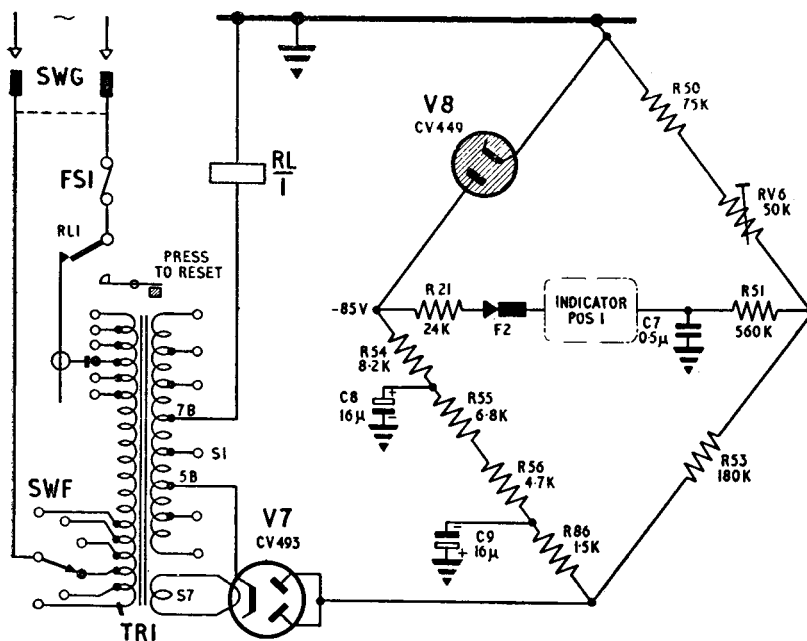 ~
SWG
FS1
RL1
RL
1
PRESS
TO RESET
V8
CV449
R50
75K
RV6
50K
-85V
R21
24K
F2
INDICATOR
POS 1
C7
0·5µ
R51
560K
R54
8·2K
C8
16µ
+
−
R55
6·8K
R56
4·7K
R53
180K
C9
16µ
−
+
R86
1·5K
7B
S1
5B
SWF
V7
CV493
S7
TR1